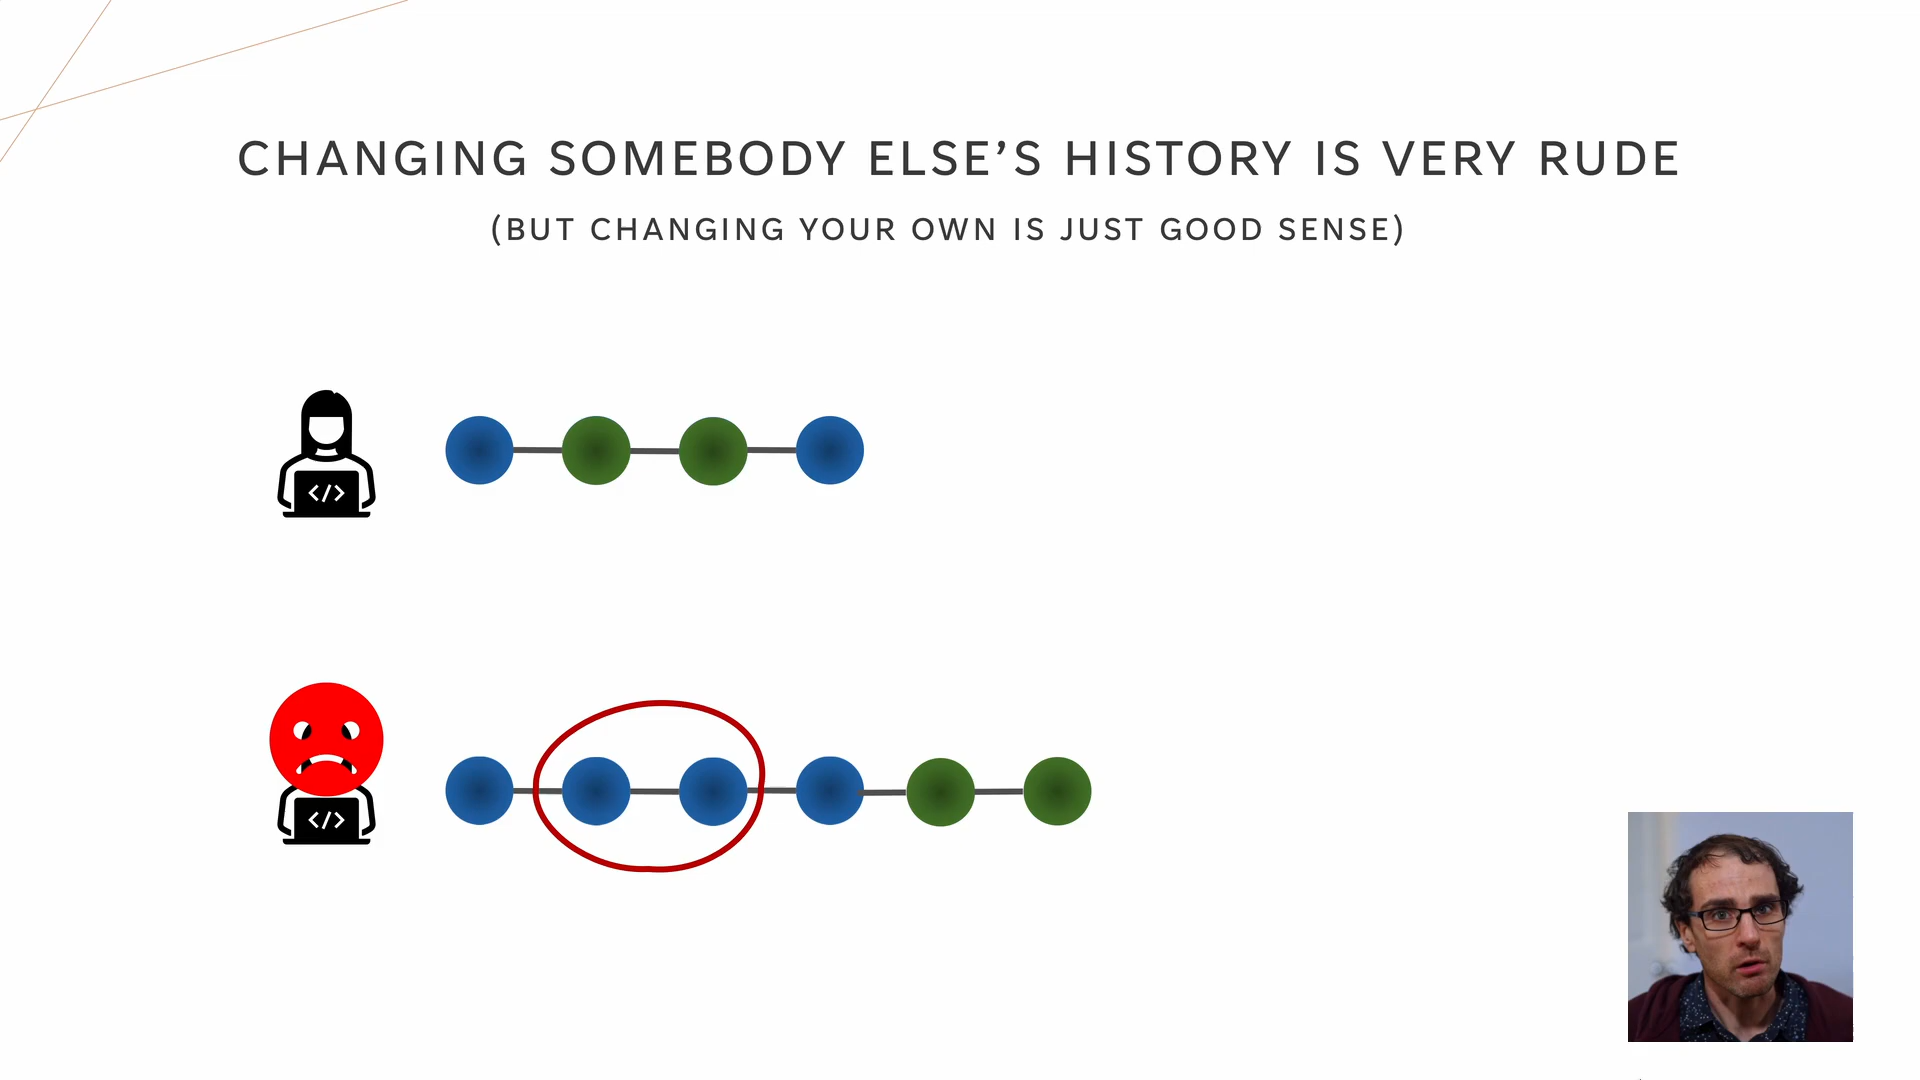 CHANGING SOMEBODY ELSE’S HISTORY IS VERY RUDE
(BUT CHANGING YOUR OWN IS JUST GOOD SENSE)
</>
</>